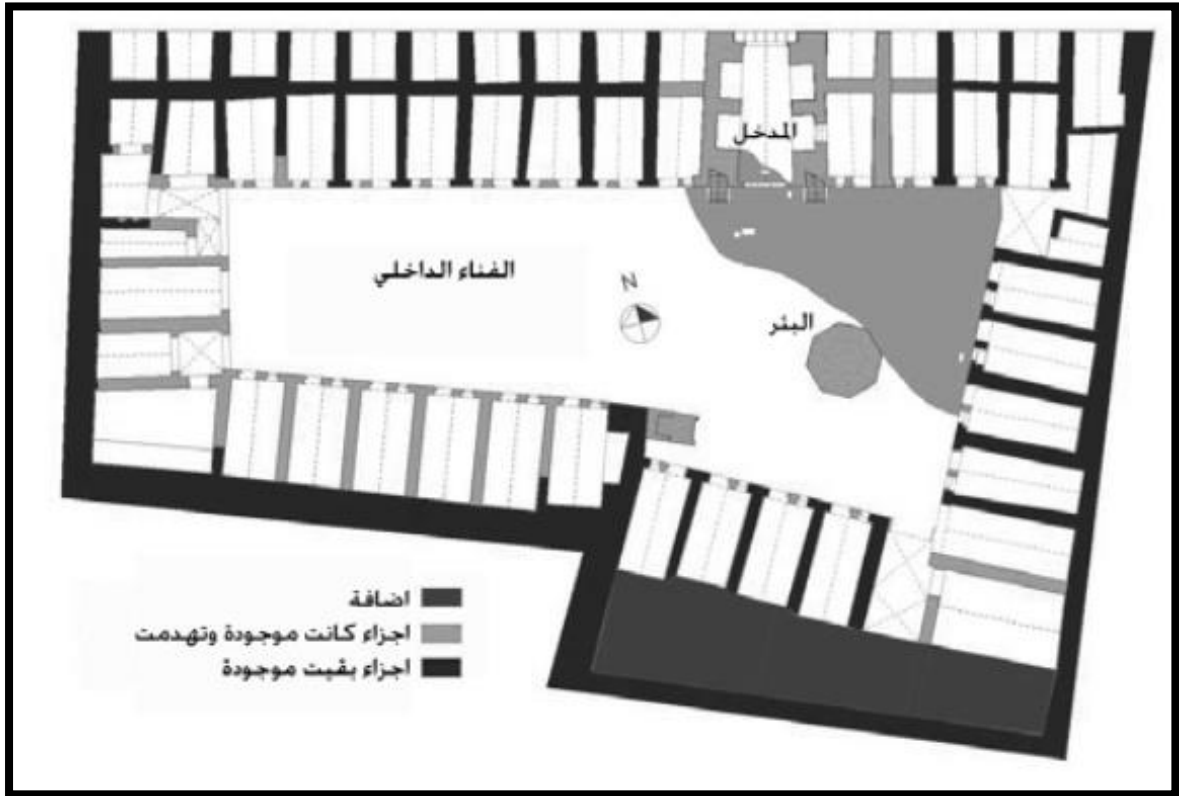 المدخل
الفناء الداخلي
N
البئر
اضافة
اجزاء كانت موجودة وتهدمت
اجزاء بقيت موجودة